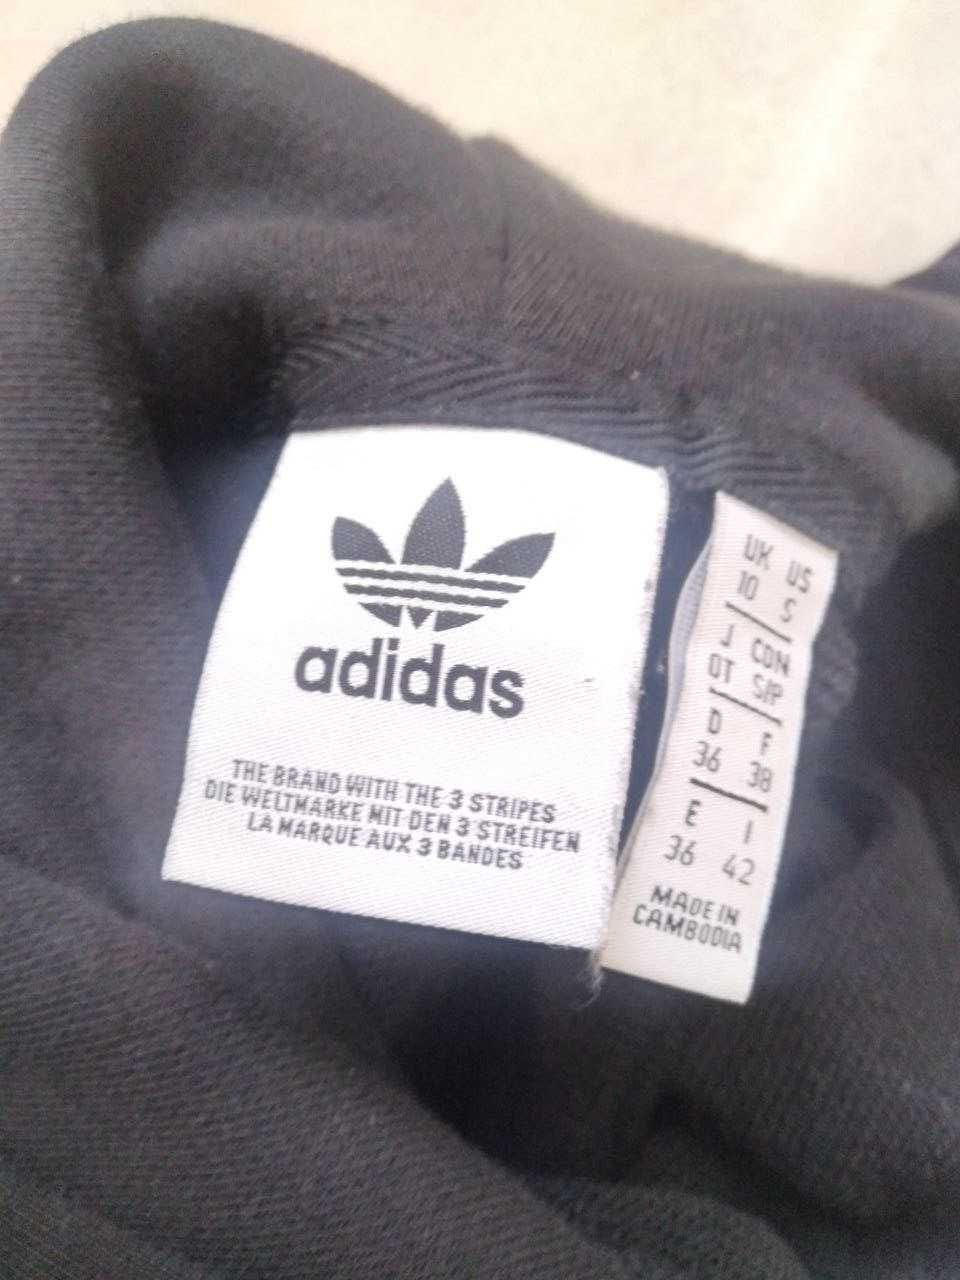 adidas
THE BRAND WITH THE 3 STRIPES
DIE WELTMARKE MIT DEN 3 STREIFEN
LA MARQUE AUX 3 BANDES
UK US
10 S
J CDN
OT S/P
D F
36 38
E I
36 42
MADE IN
CAMBODIA